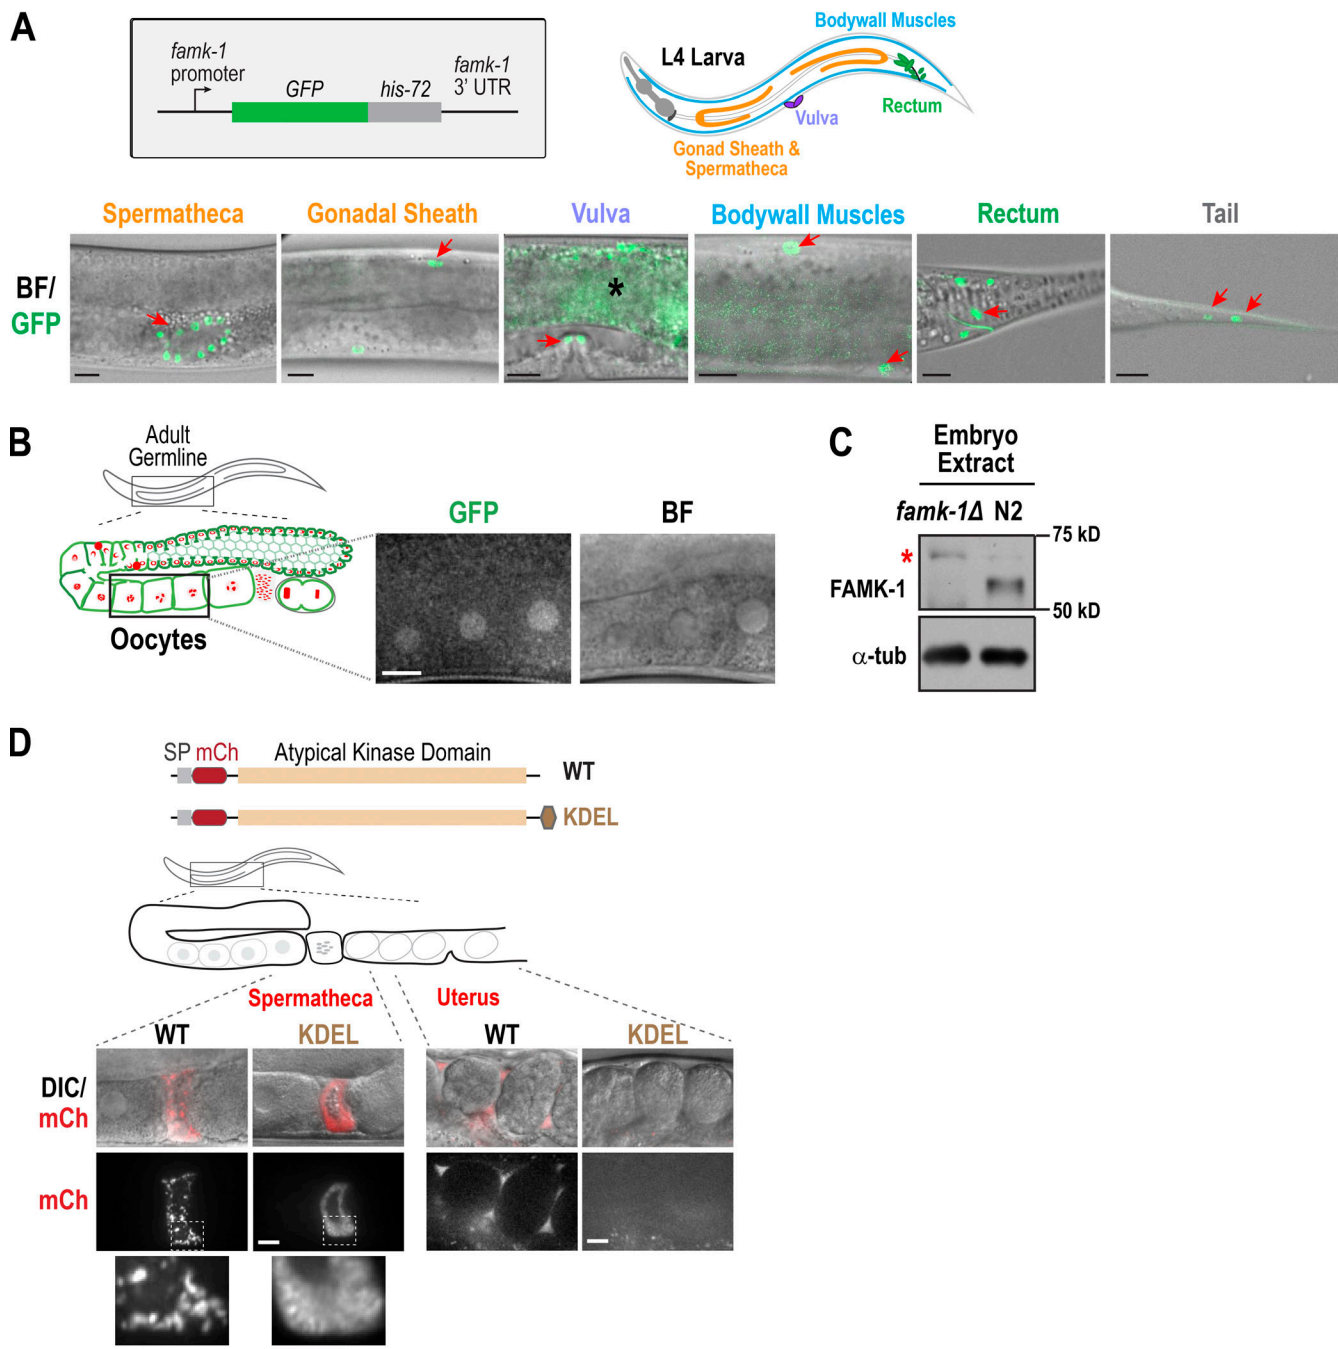 A
famk-1
promoter
GFP
his-72
famk-1
3' UTR
L4 Larva
Bodywall Muscles
Rectum
Vulva
Gonad Sheath &
Spermatheca
Spermatheca
Gonadal Sheath
Vulva
Bodywall Muscles
Rectum
Tail
BF/
GFP
*
B
Adult
Germline
Oocytes
GFP
BF
C
Embryo
Extract
famk-1Δ N2
75 kD
*
FAMK-1
50 kD
α-tub
D
SP mCh Atypical Kinase Domain
WT
KDEL
Spermatheca
Uterus
WT
KDEL
WT
KDEL
DIC/
mCh
mCh